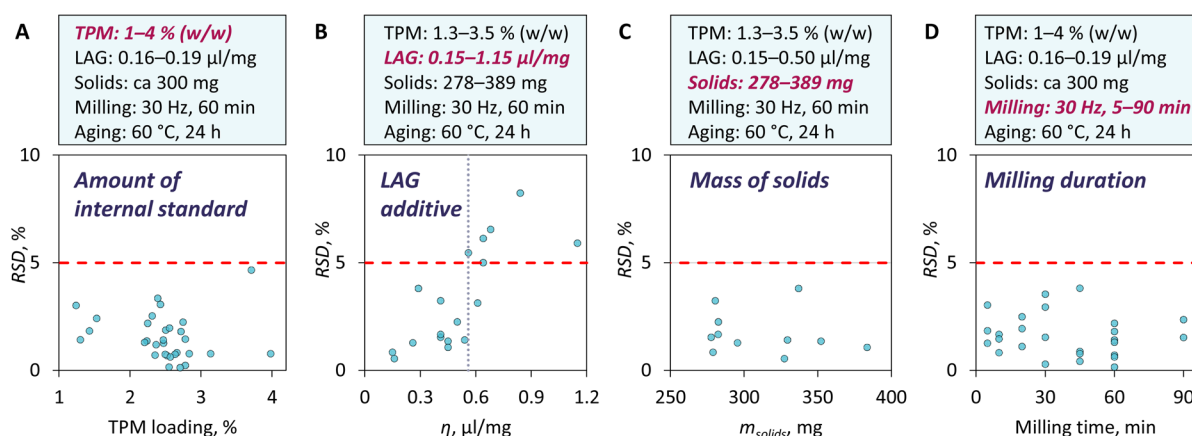 A
TPM: 1–4 % (w/w)
LAG: 0.16–0.19 µl/mg
Solids: ca 300 mg
Milling: 30 Hz, 60 min
Aging: 60 °C, 24 h
10
Amount of
internal standard
RSD, %
5
0
1
2
3
4
TPM loading, %
B
TPM: 1.3–3.5 % (w/w)
LAG: 0.15–1.15 µl/mg
Solids: 278–389 mg
Milling: 30 Hz, 60 min
Aging: 60 °C, 24 h
10
LAG
additive
RSD, %
5
0
0
0.3
0.6
0.9
1.2
η, µl/mg
C
TPM: 1.3–3.5 % (w/w)
LAG: 0.15–0.50 µl/mg
Solids: 278–389 mg
Milling: 30 Hz, 60 min
Aging: 60 °C, 24 h
10
Mass of solids
RSD, %
5
0
250
300
350
400
msolids, mg
D
TPM: 1–4 % (w/w)
LAG: 0.16–0.19 µl/mg
Solids: ca 300 mg
Milling: 30 Hz, 5–90 min
Aging: 60 °C, 24 h
10
Milling duration
RSD, %
5
0
0
30
60
90
Milling time, min